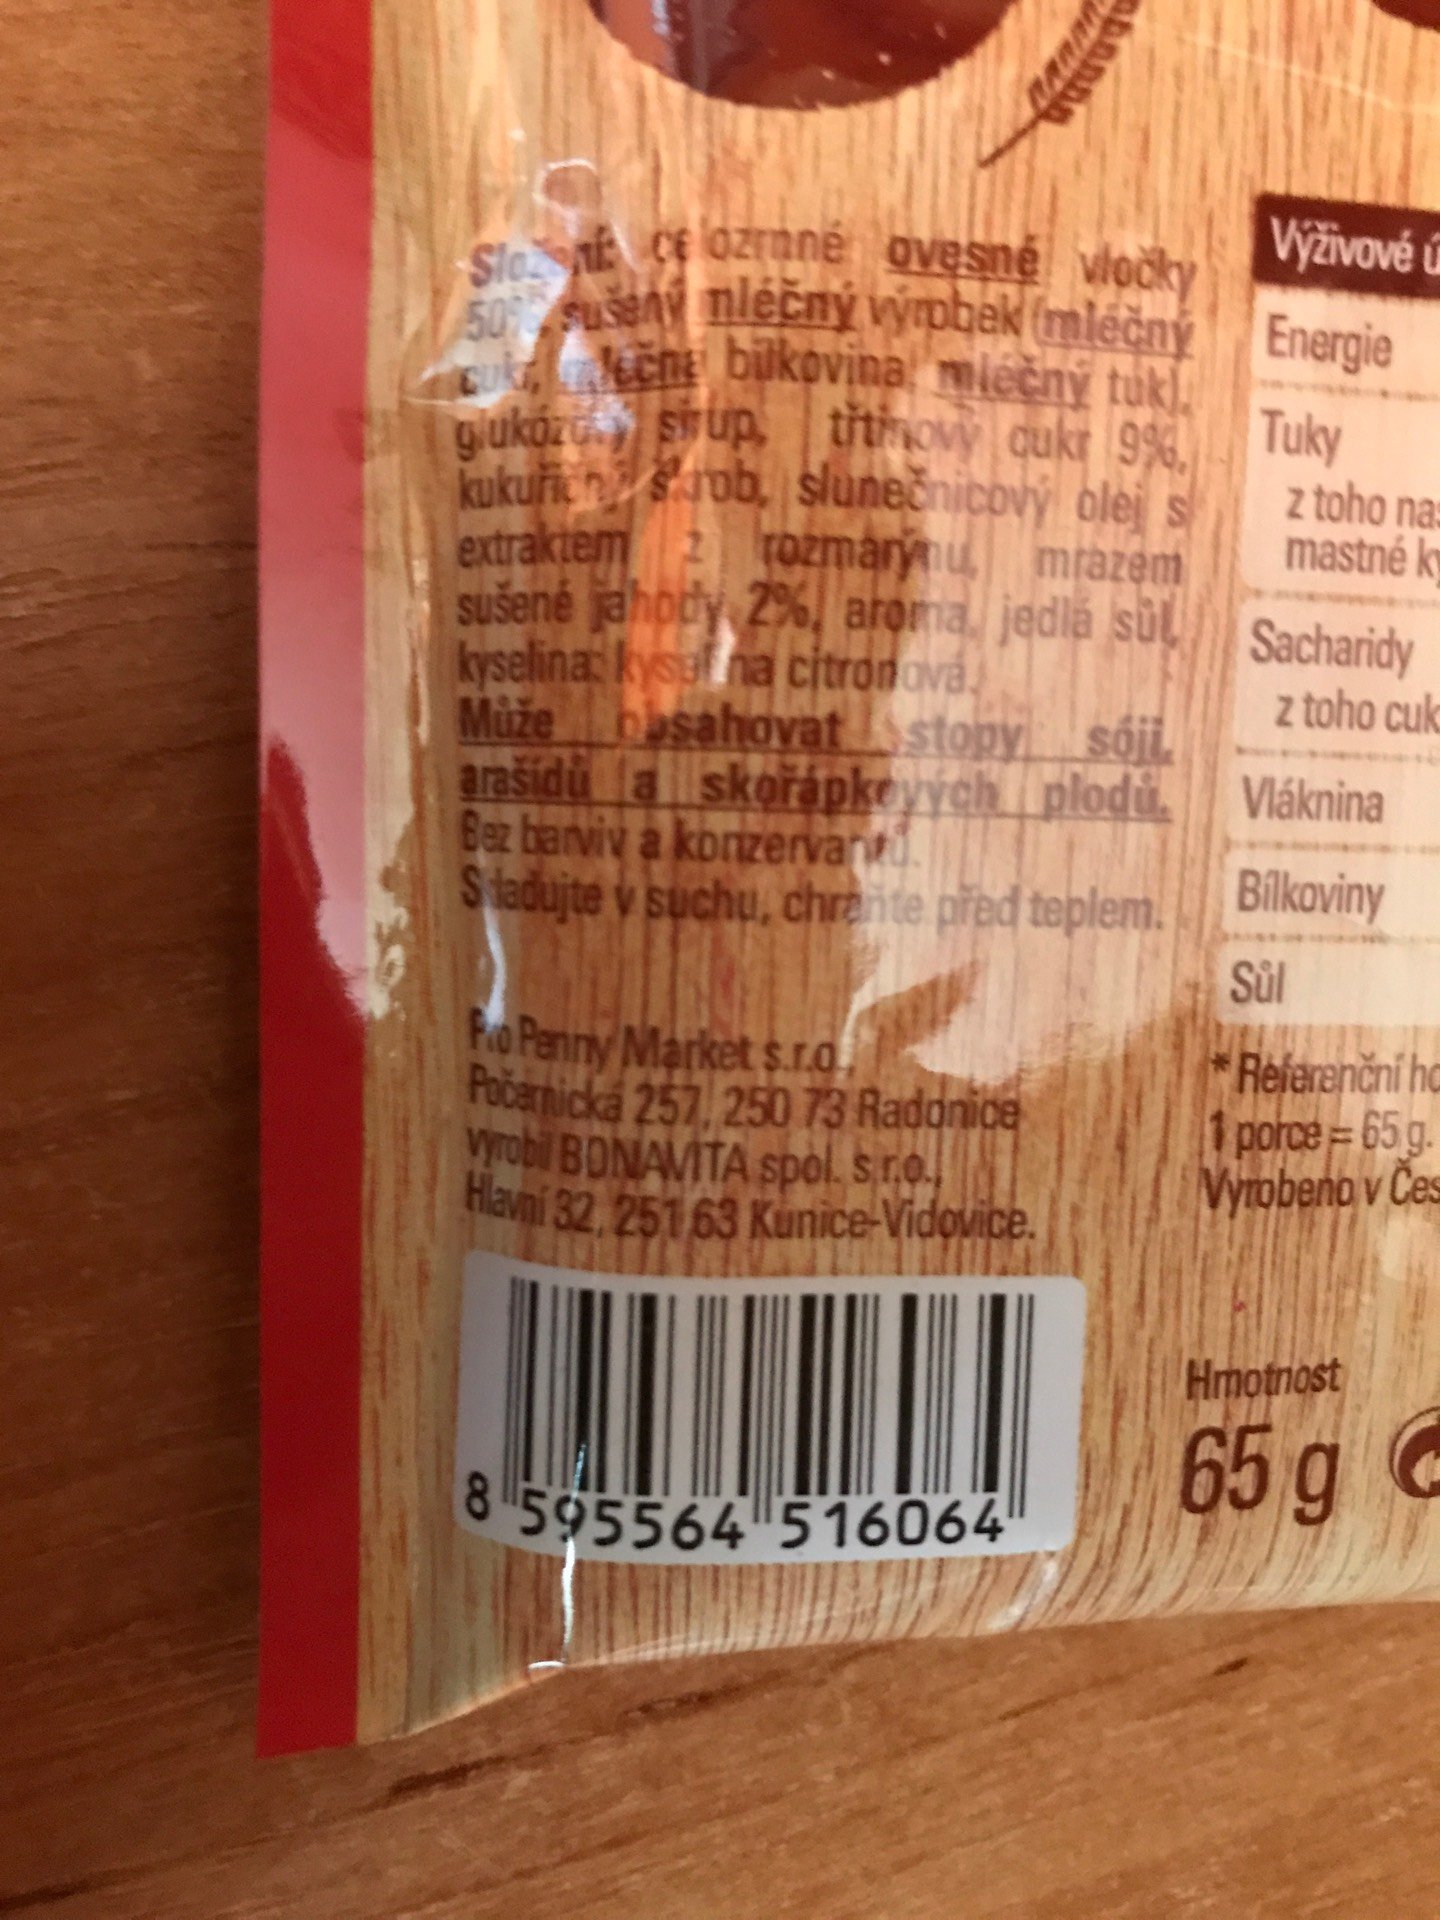 Složení: celozrnné ovesné vločky
50%, sušený mléčný výrobek (mléčný
cukr, mléčná bílkovina, mléčný tuk),
glukózový sirup, třtinový cukr 9%,
kukuřičný škrob, slunečnicový olej s
extraktem z rozmarýnu, mrazem
sušené jahody 2%, aroma, jedlá sůl,
kyselina: kyselina citronová.
Může obsahovat stopy sóji,
arašídů a skořápkových plodů.
Bez barviv a konzervantů.
Skladujte v suchu, chraňte před teplem.
Pro Penny Market s.r.o.,
Počernická 257, 250 73 Radonice
vyrobil BONAVITA spol. s r.o.,
Hlavní 32, 251 63 Kunice-Vidovice.
8 595564 516064
Výživové ú
Energie
Tuky
z toho nas
mastné ky
Sacharidy
z toho cuk
Vláknina
Bílkoviny
Sůl
* Referenční ho
1 porce = 65 g.
Vyrobeno v Čes
Hmotnost
65 g